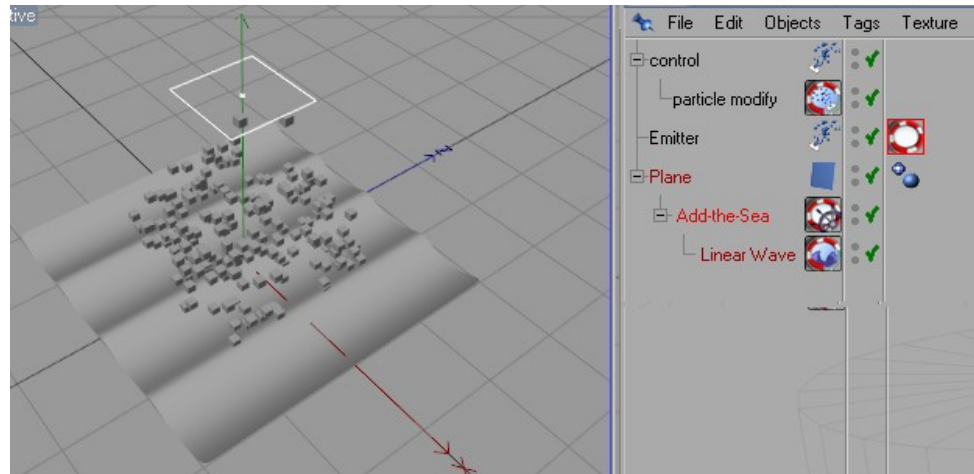 tive
File Edit Objects Tags Texture
control
particle modify
Emitter
Plane
Add-the-Sea
Linear Wave